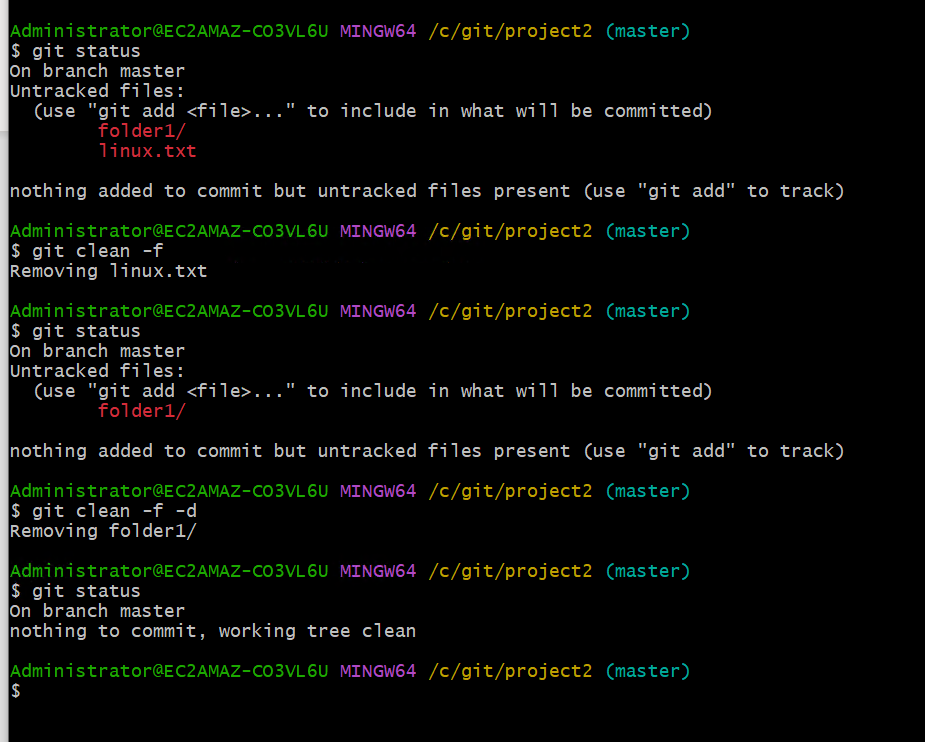 Administrator@EC2AMAZ-CO3VL6U MINGW64 /c/git/project2 (master)
$ git status
On branch master
Untracked files:
  (use "git add <file>..." to include in what will be committed)
        folder1/
        linux.txt

nothing added to commit but untracked files present (use "git add" to track)

Administrator@EC2AMAZ-CO3VL6U MINGW64 /c/git/project2 (master)
$ git clean -f
Removing linux.txt

Administrator@EC2AMAZ-CO3VL6U MINGW64 /c/git/project2 (master)
$ git status
On branch master
Untracked files:
  (use "git add <file>..." to include in what will be committed)
        folder1/

nothing added to commit but untracked files present (use "git add" to track)

Administrator@EC2AMAZ-CO3VL6U MINGW64 /c/git/project2 (master)
$ git clean -f -d
Removing folder1/

Administrator@EC2AMAZ-CO3VL6U MINGW64 /c/git/project2 (master)
$ git status
On branch master
nothing to commit, working tree clean

Administrator@EC2AMAZ-CO3VL6U MINGW64 /c/git/project2 (master)
$